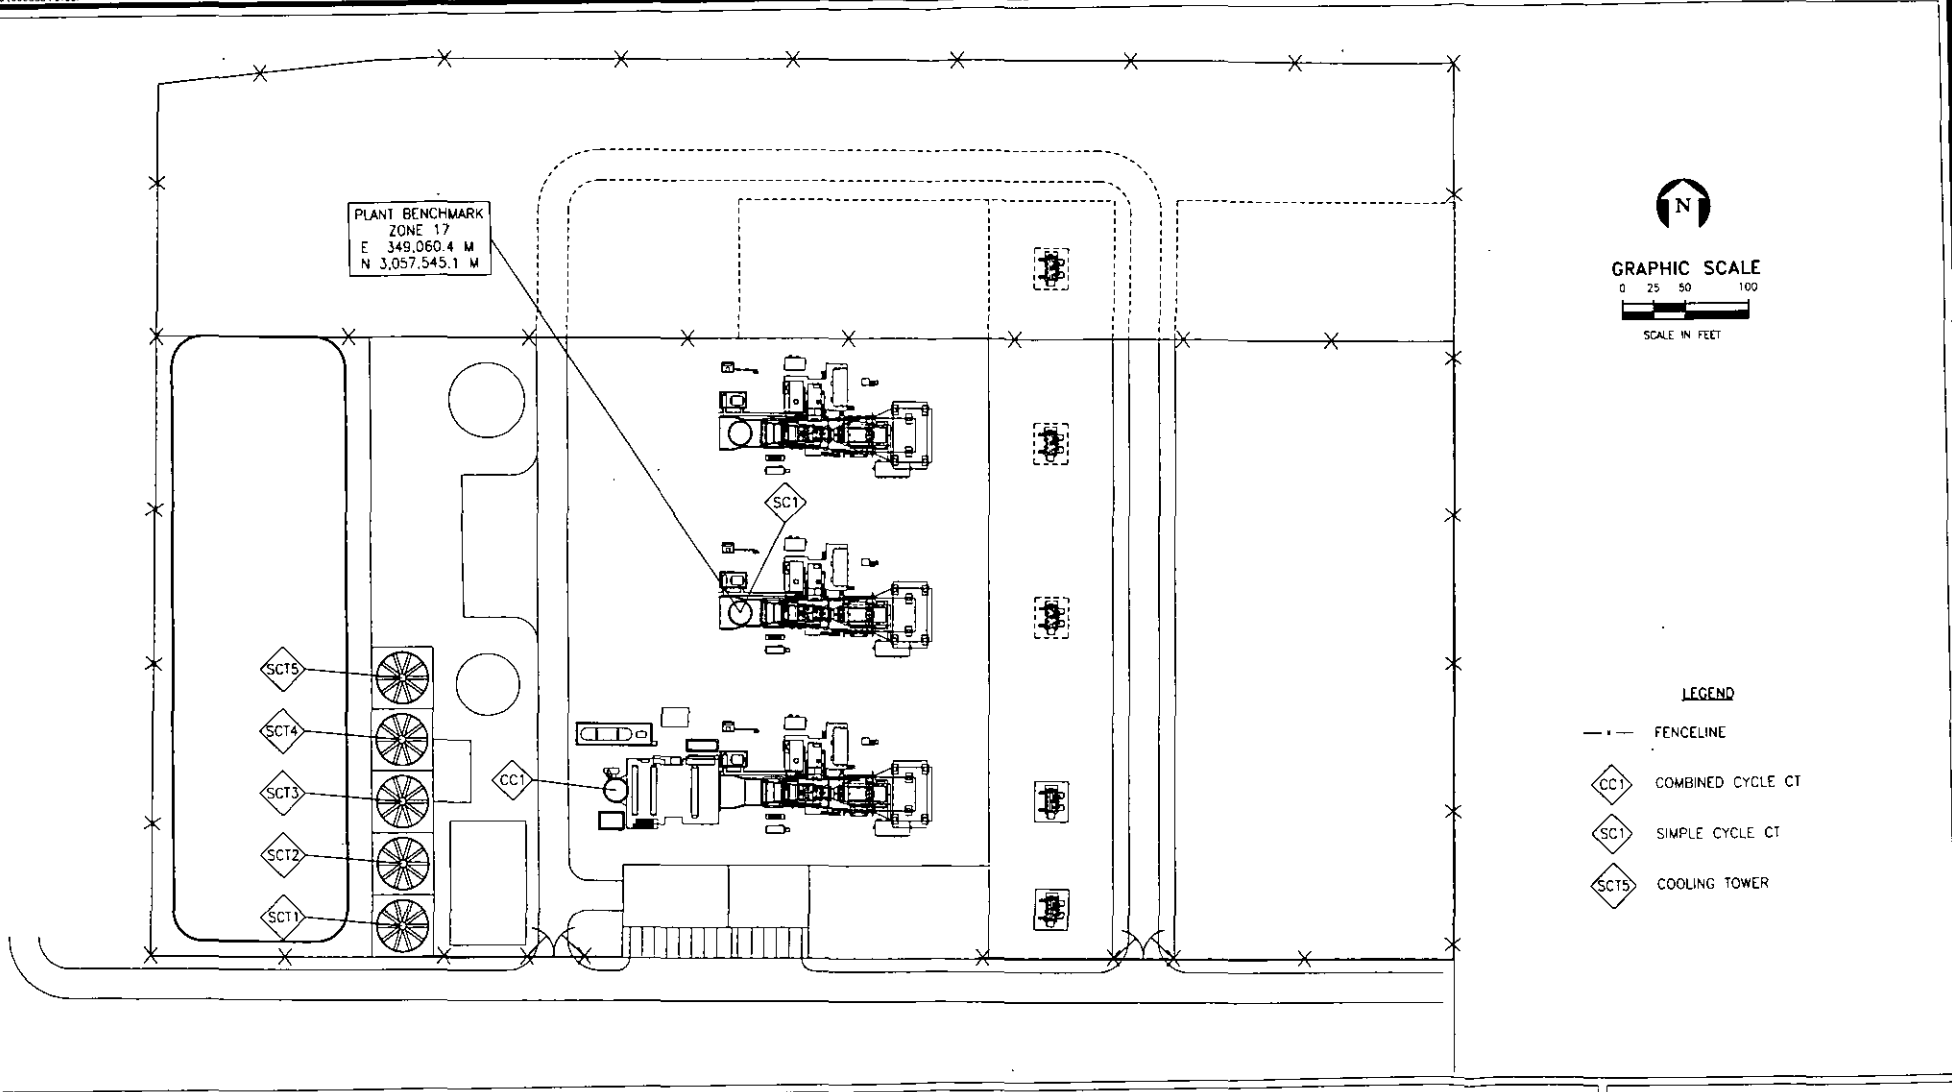 PLANT BENCHMARK
ZONE 17
E 349,060.4 M
N 3,057,545.1 M
N
GRAPHIC SCALE
0 25 50 100
SCALE IN FEET
SC1
SCT5
SCT4
SCT3
CC1
SCT2
SCT1
LEGEND
FENCELINE
CC1 COMBINED CYCLE CT
SC1 SIMPLE CYCLE CT
SCT5 COOLING TOWER